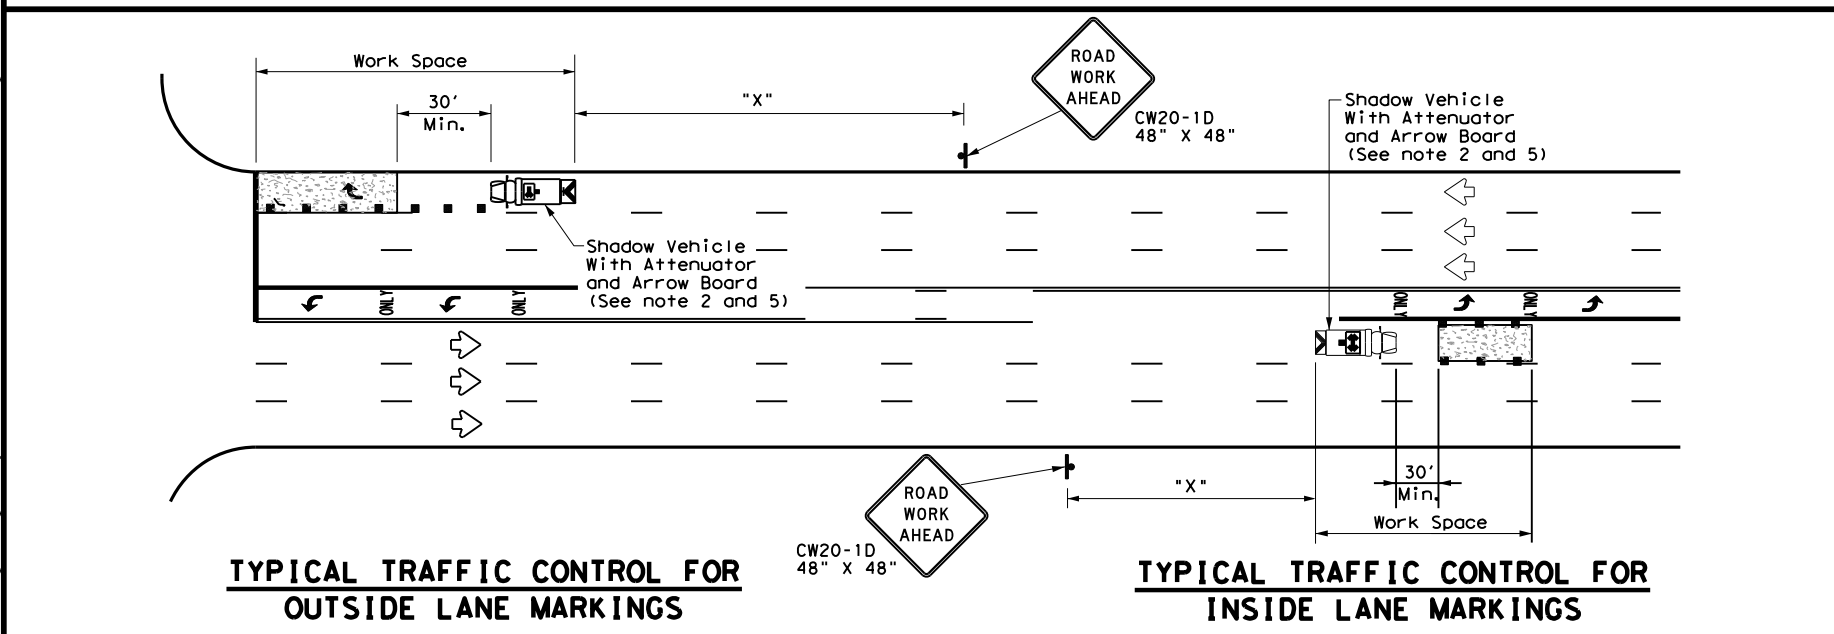 Work Space
30'
Min.
"X"
ROAD
WORK
AHEAD
CW20-1D
48" X 48"
Shadow Vehicle
With Attenuator
and Arrow Board
(See note 2 and 5)
Shadow Vehicle
With Attenuator
and Arrow Board
(See note 2 and 5)
ONLY
ONLY
ONLY
ONLY
ROAD
WORK
AHEAD
CW20-1D
48" X 48"
"X"
30'
Min.
Work Space
TYPICAL TRAFFIC CONTROL FOR
OUTSIDE LANE MARKINGS
TYPICAL TRAFFIC CONTROL FOR
INSIDE LANE MARKINGS